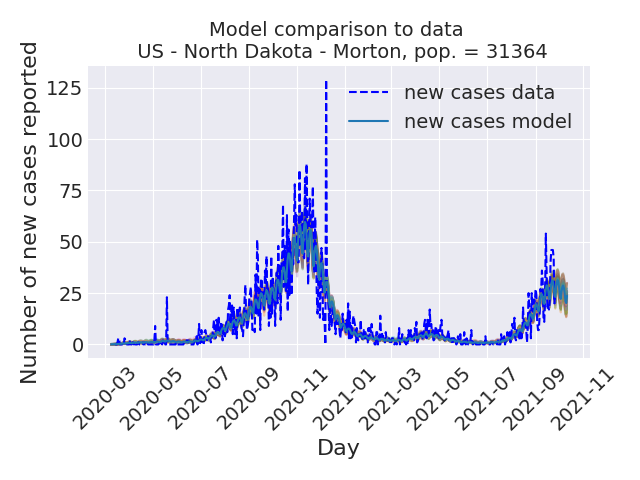 Model comparison to data
US - North Dakota - Morton, pop. = 31364
Number of new cases reported
125
100
75
50
25
0
new cases data
new cases model
2020-03
2020-05
2020-07
2020-09
2020-11
2021-01
2021-03
2021-05
2021-07
2021-09
2021-11
Day